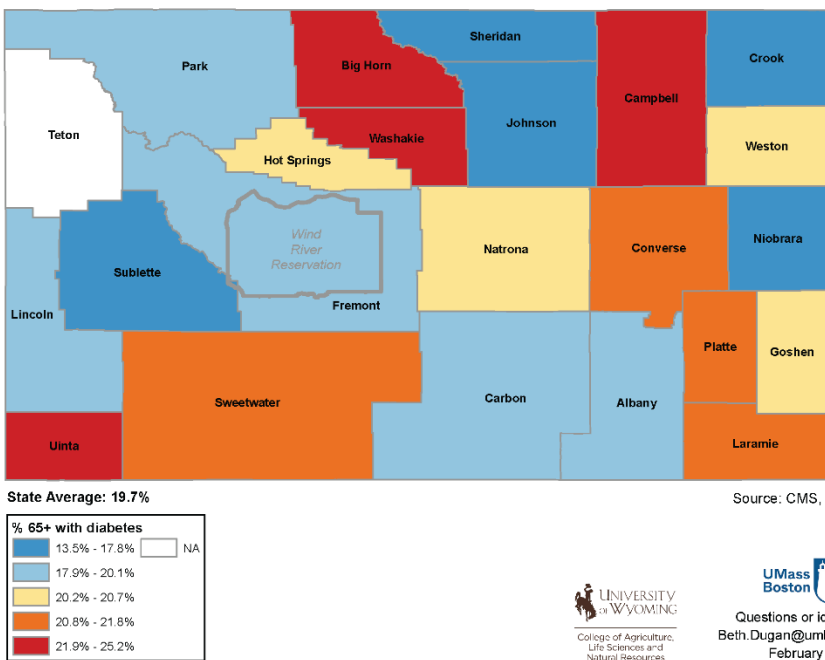 Sheridan
Crook
Park
Big Horn
Campbell
Teton
Johnson
Washakie
Weston
Hot Springs
Wind
River
Reservation
Natrona
Converse
Niobrara
Sublette
Fremont
Lincoln
Platte
Goshen
Sweetwater
Carbon
Albany
Uinta
Laramie
State Average: 19.7%
Source: CMS,
% 65+ with diabetes
13.5% - 17.8%
NA
17.9% - 20.1%
20.2% - 20.7%
20.8% - 21.8%
21.9% - 25.2%
UNIVERSITY
OF WYOMING
College of Agriculture,
Life Sciences and
Natural Resources
UMass
Boston
Questions or
Beth.Dugan@
February